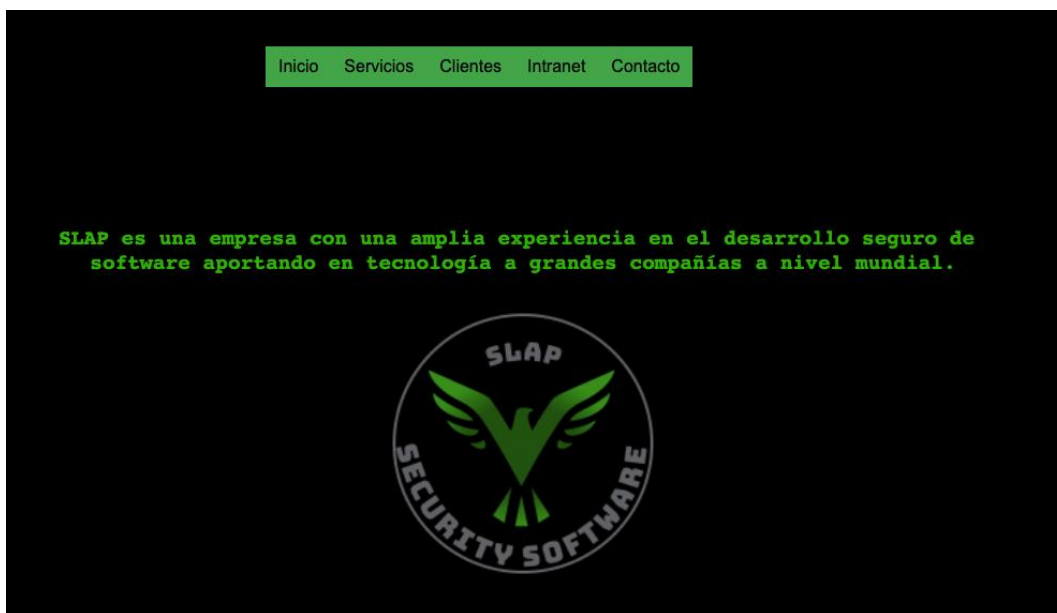 Inicio Servicios Clientes Intranet Contacto
SLAP es una empresa con una amplia experiencia en el desarrollo seguro de
software aportando en tecnología a grandes compañías a nivel mundial.
SLAP
SECURITY SOFTWARE